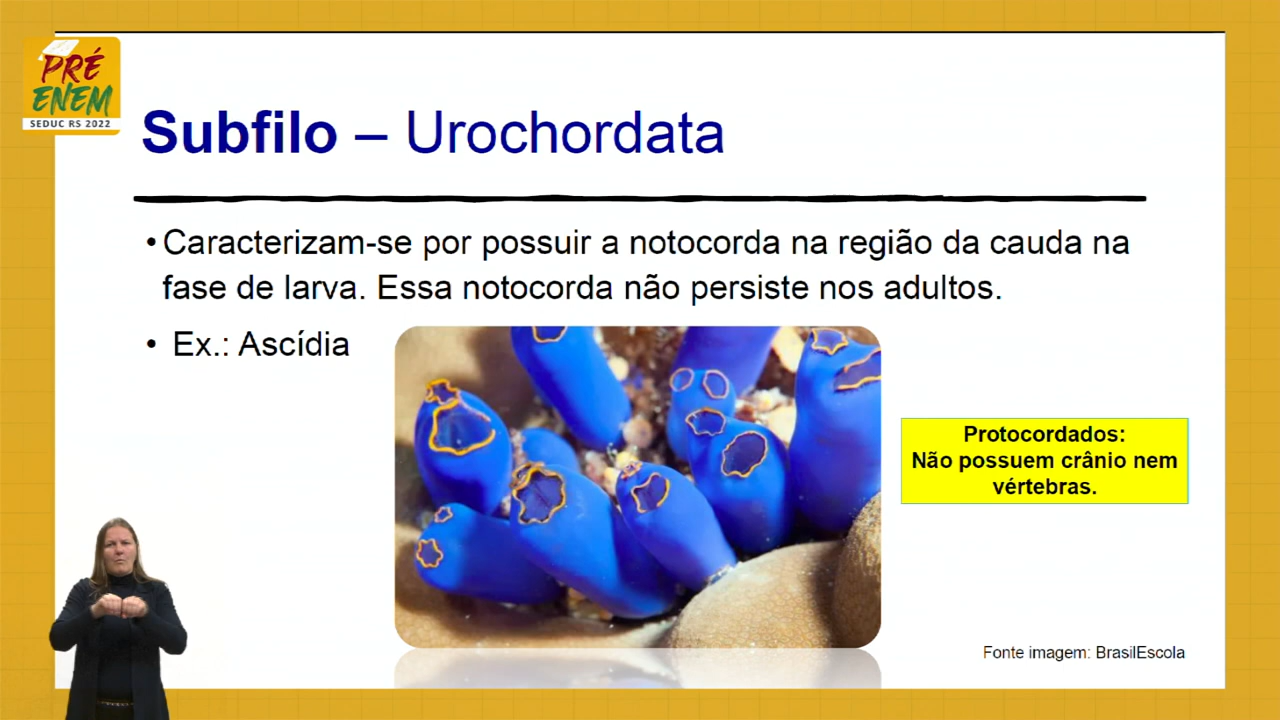 PRÉ
ENEM
SEDUC RS 2022
Subfilo – Urochordata
• Caracterizam-se por possuir a notocorda na região da cauda na
fase de larva. Essa notocorda não persiste nos adultos.
• Ex.: Ascídia
Protocordados:
Não possuem crânio nem
vértebras.
Fonte imagem: BrasilEscola